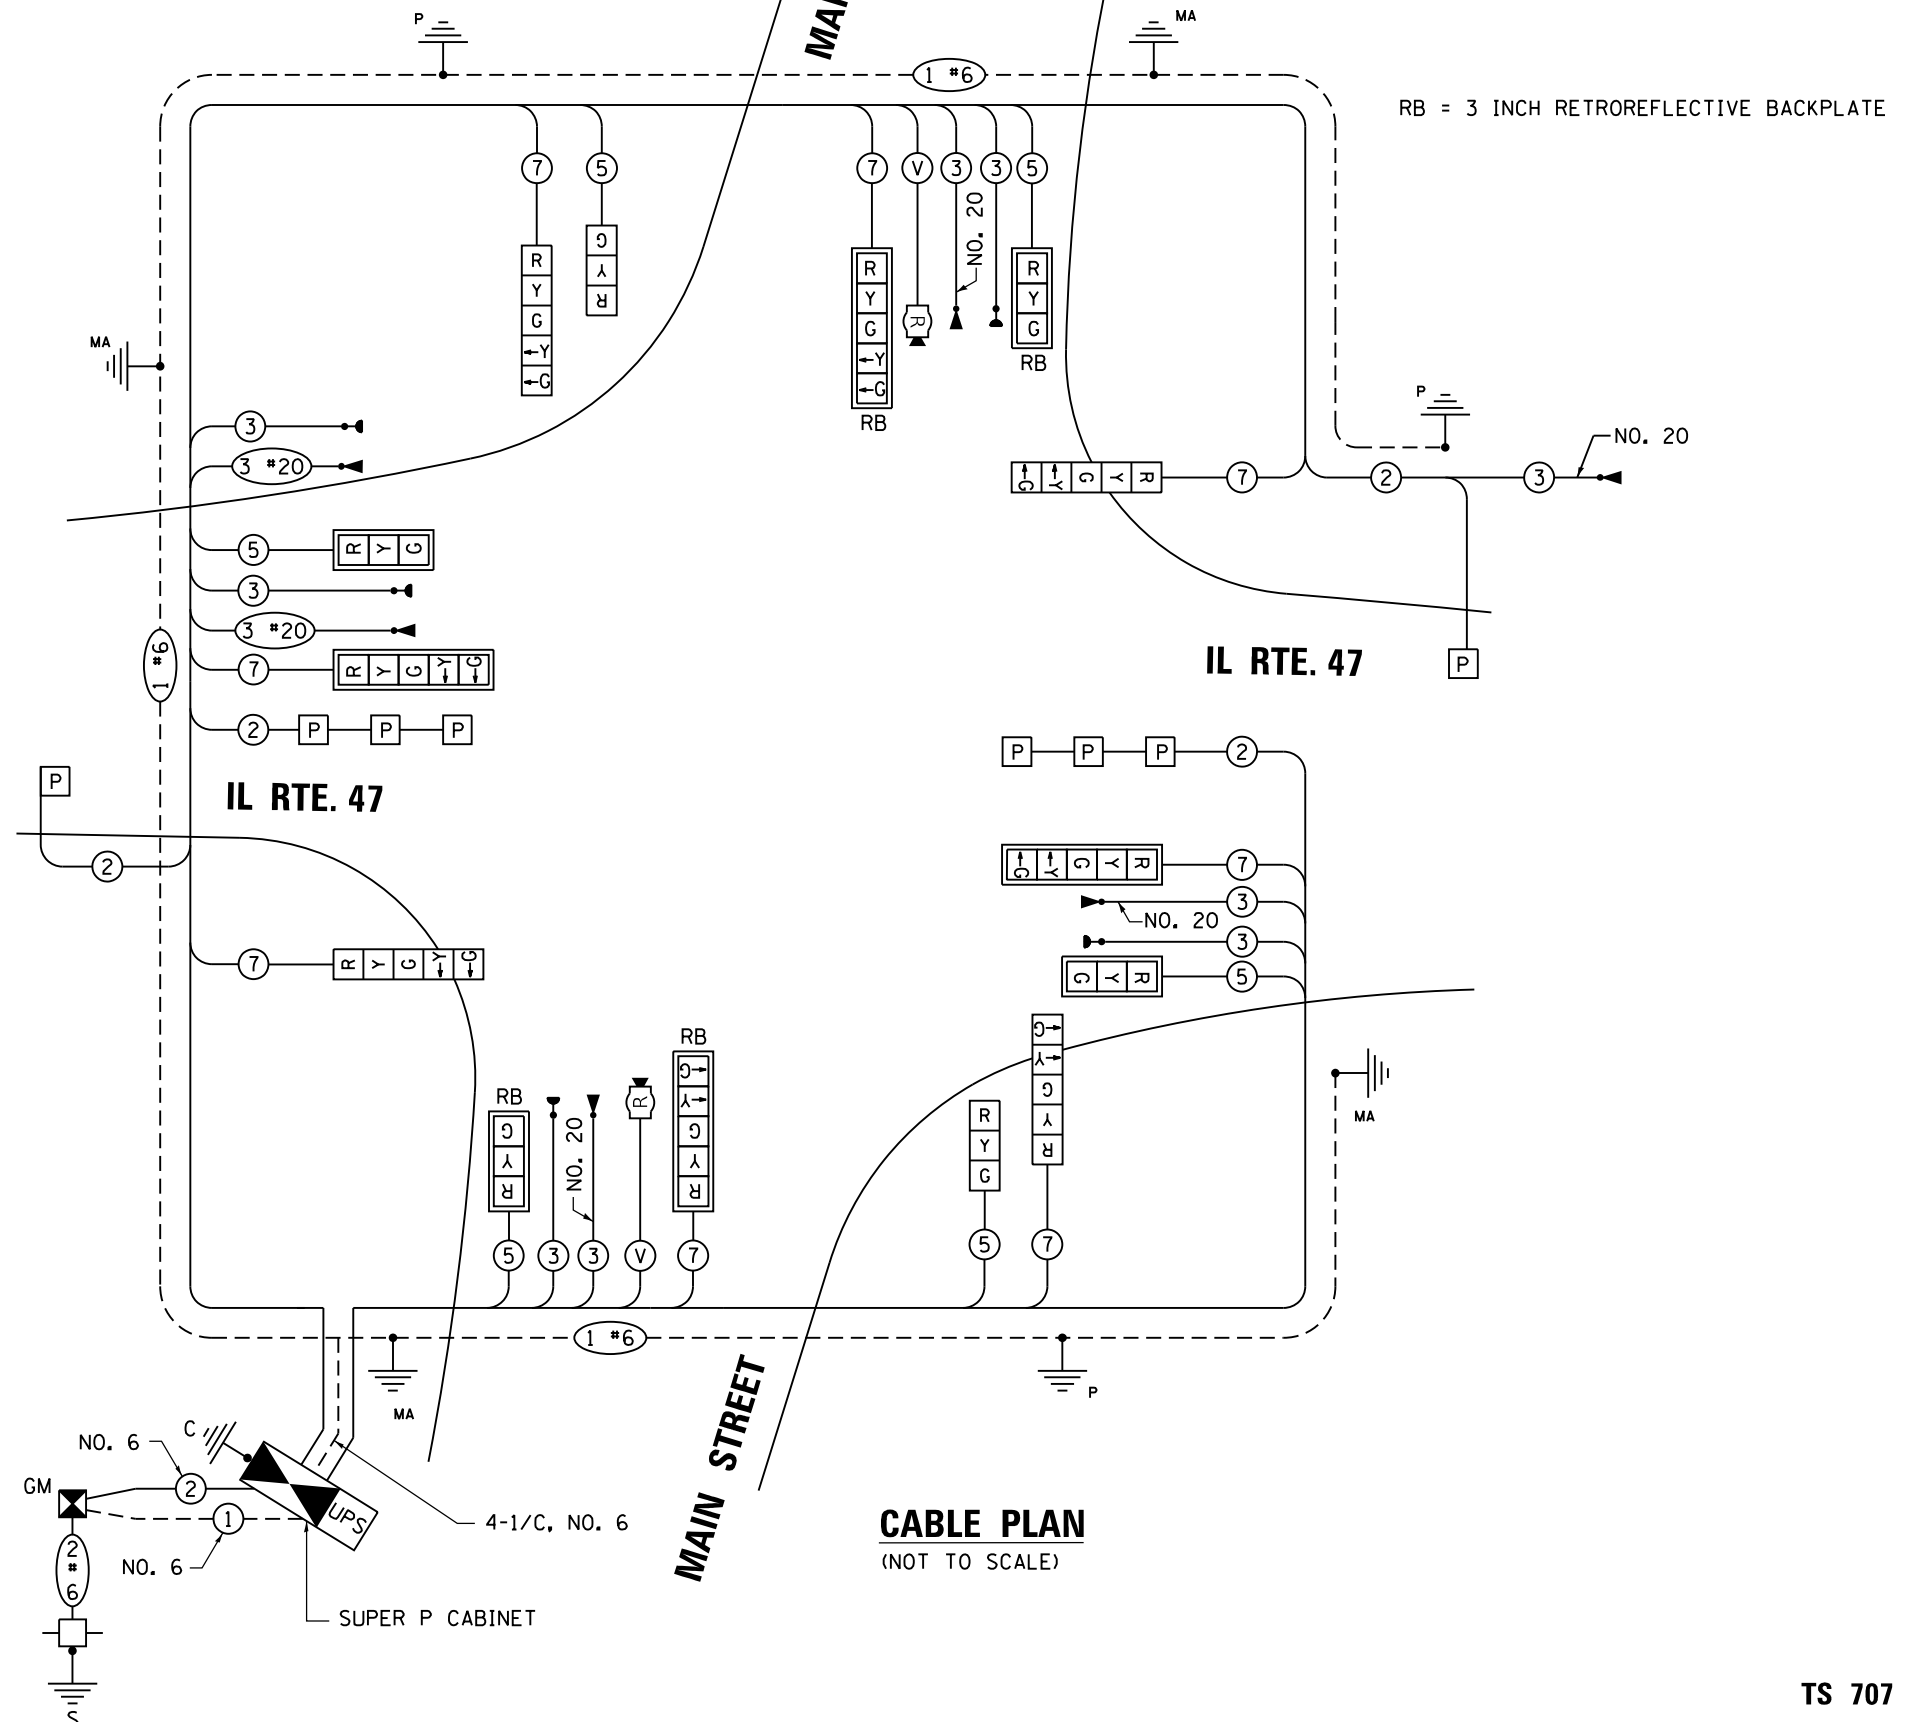 P
MAI
MA
1 #6
RB = 3 INCH RETROREFLECTIVE BACKPLATE
7
5
7
V
3
3
5
NO. 20
R
Y
G
←Y
←G
G
Y
R
R
Y
G
←Y
←G
RB
R
R
Y
G
RB
MA
P
3
3 #20
NO. 20
←G
←Y
G
Y
R
7
2
3
5
R Y G
3
1 #6
3 #20
7
R Y G ←Y ←G
IL RTE. 47
P
2
P
P
P
P
P
P
2
P
IL RTE. 47
2
←G ←Y G Y R
7
3
NO. 20
3
G Y R
5
7
R Y G ←Y ←G
RB
RB
←G
←Y
G
Y
R
G
Y
R
NO. 20
R
←G
←Y
G
Y
R
R
Y
G
MA
5
3
3
V
7
5
7
1 #6
MA
P
C
NO. 6
GM
2
1
UPS
4-1/C, NO. 6
NO. 6
2 # 6
SUPER P CABINET
S
MAIN STREET
CABLE PLAN
(NOT TO SCALE)
TS 707